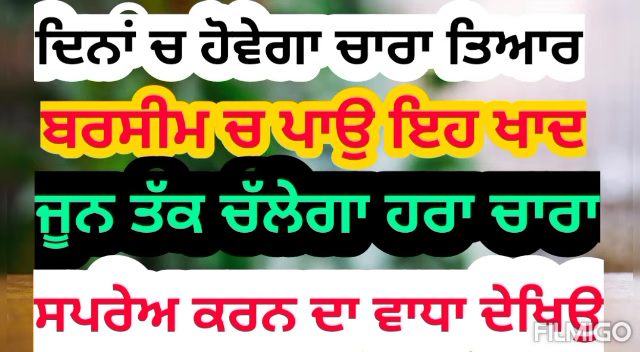 ਦਿਨਾਂ ਚ ਹੋਵੇਗਾ ਚਾਰਾ ਤਿਆਰ
ਬਰਸੀਮ ਚ ਪਾਉ ਇਹ ਖਾਦ
ਜੂਨ ਤੱਕ ਚੱਲੇਗਾ ਹਰਾ ਚਾਰਾ
ਸਪਰੇਅ ਕਰਨ ਦਾ ਵਾਧਾ ਦੇਖਿਉ
FILMIGO